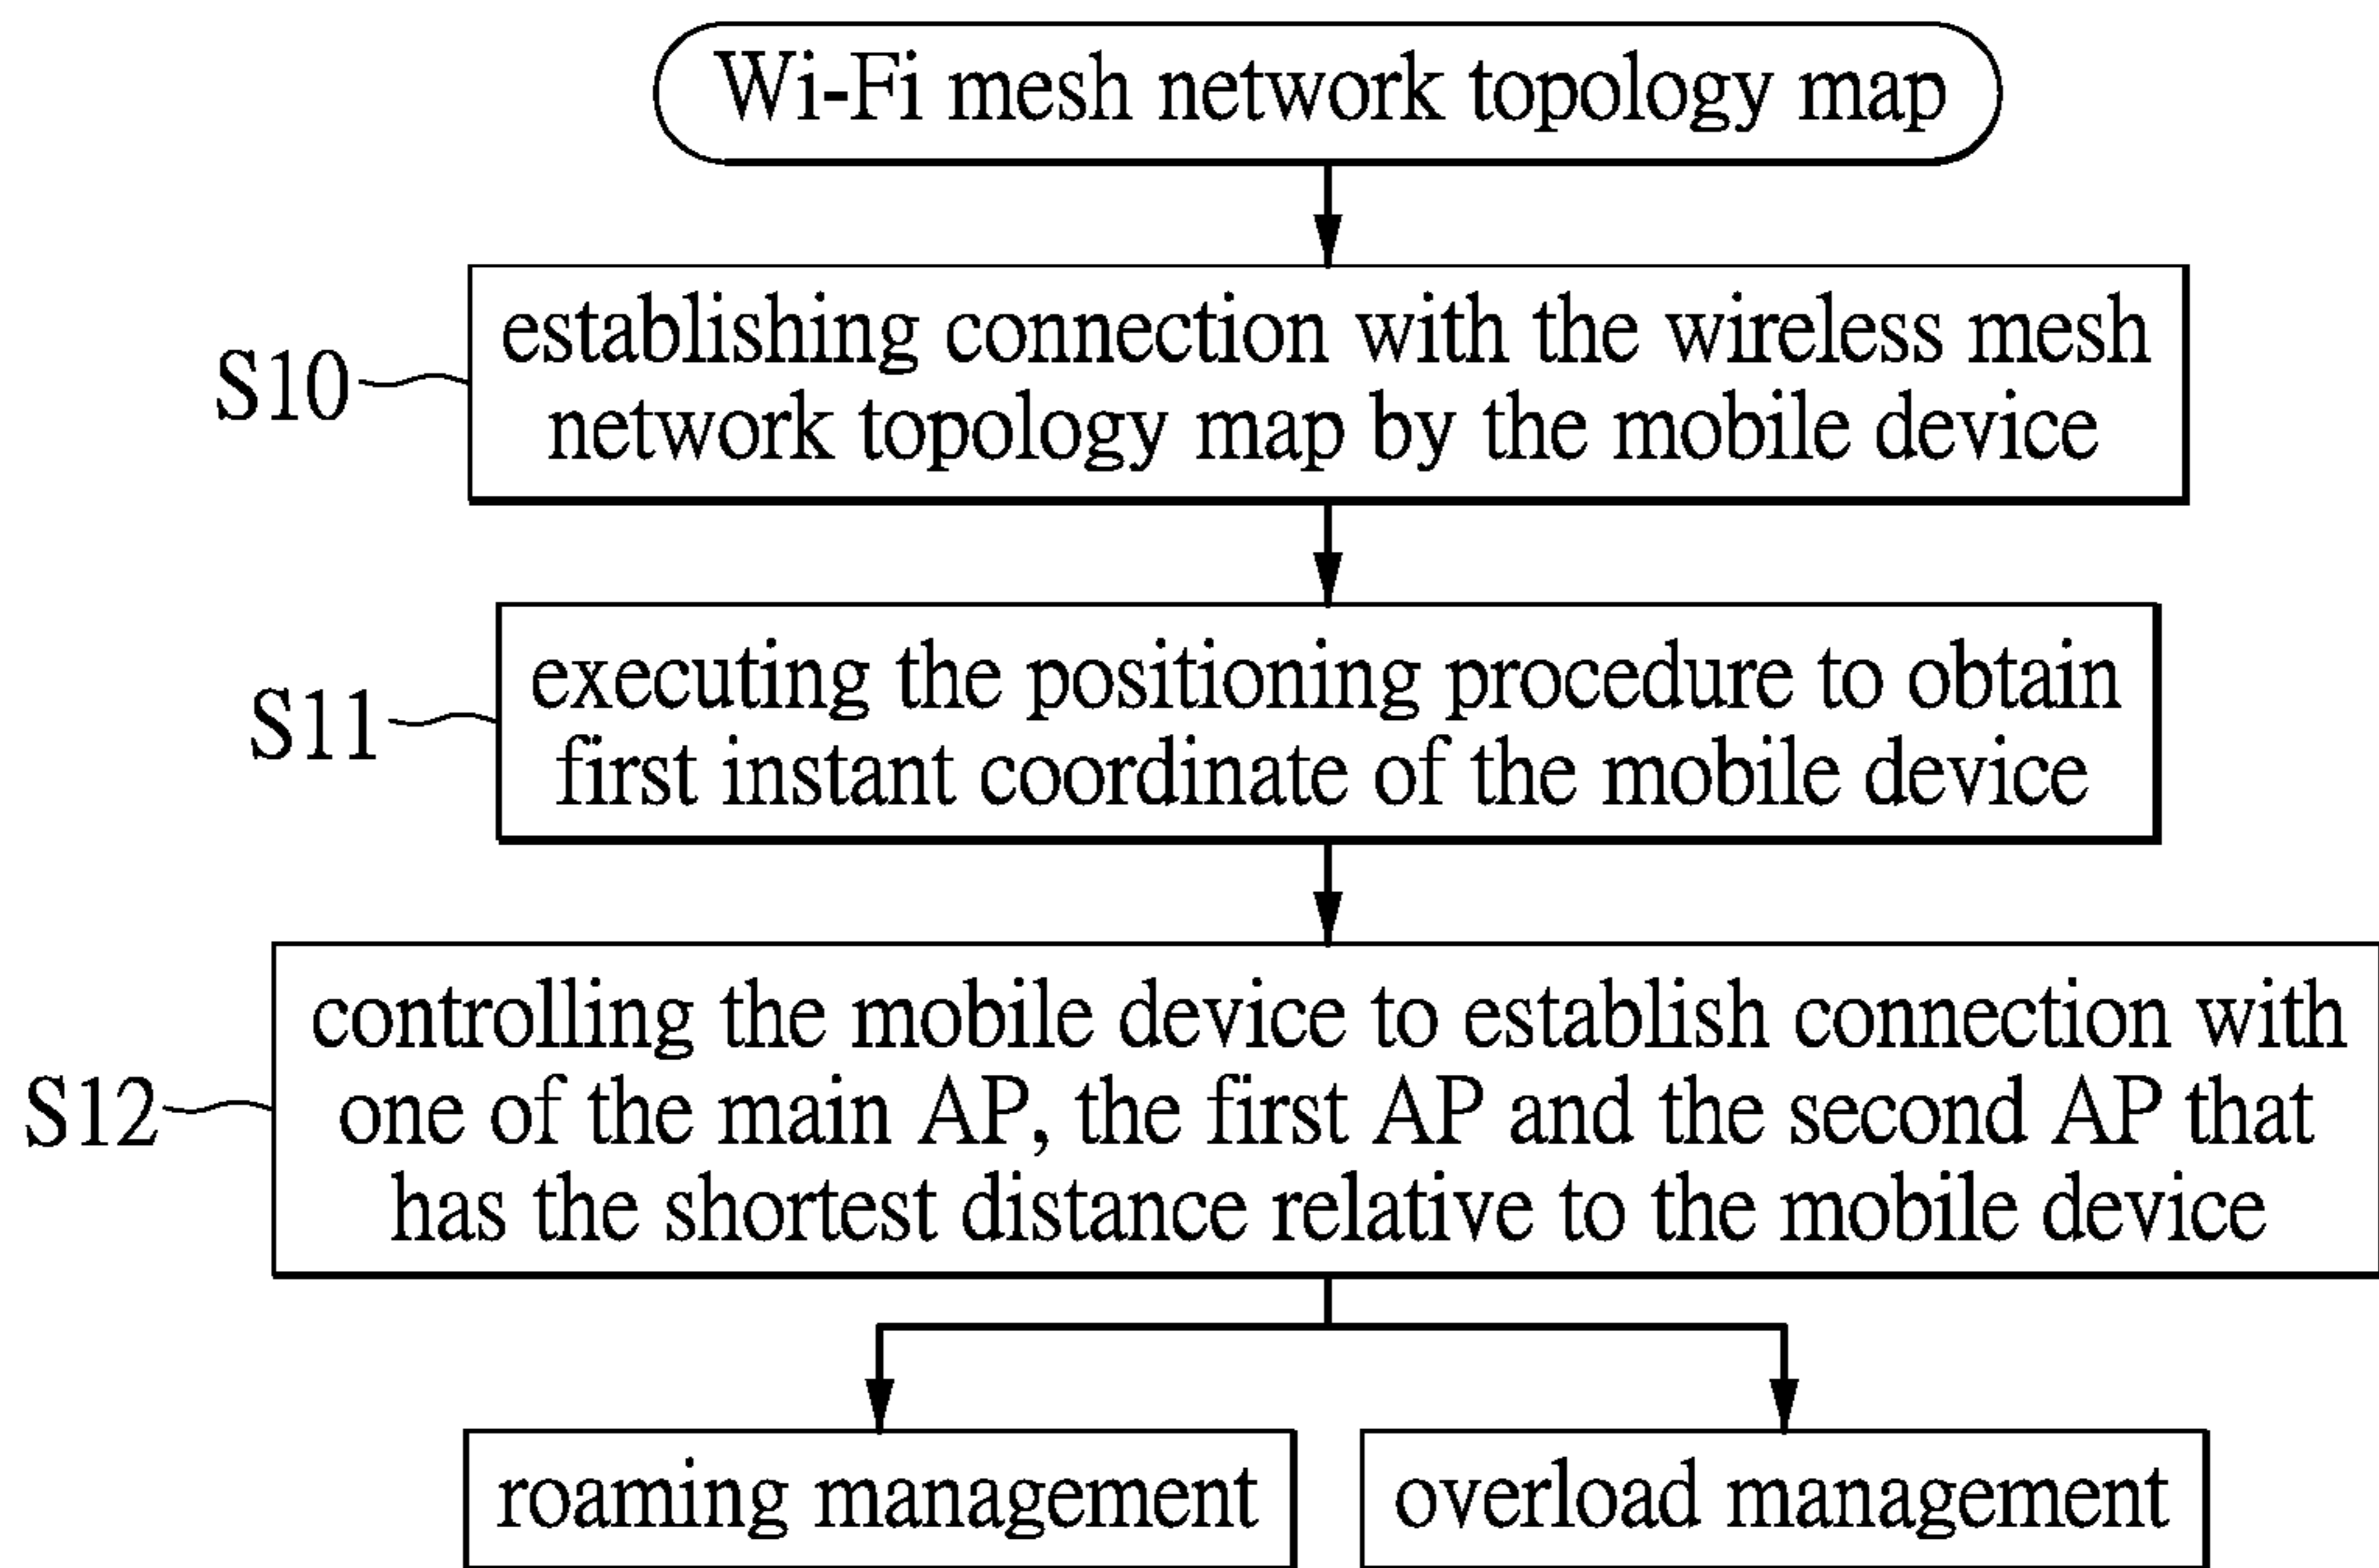 Wi-Fi mesh network topology map
S10
establishing connection with the wireless mesh
network topology map by the mobile device
S11
executing the positioning procedure to obtain
first instant coordinate of the mobile device
S12
controlling the mobile device to establish connection with
one of the main AP, the first AP and the second AP that
has the shortest distance relative to the mobile device
roaming management
overload management